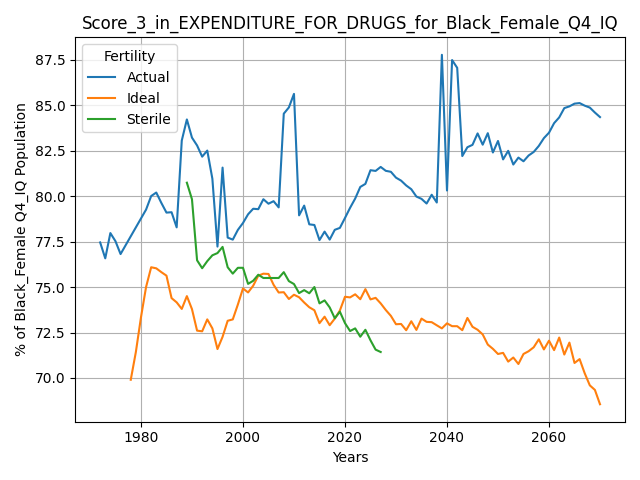 Score_3_in_EXPENDITURE_FOR_DRUGS_for_Black_Female_Q4_IQ
% of Black_Female Q4_IQ Population
87.5
85.0
82.5
80.0
77.5
75.0
72.5
70.0
Fertility
Actual
Ideal
Sterile
1980
2000
2020
2040
2060
Years